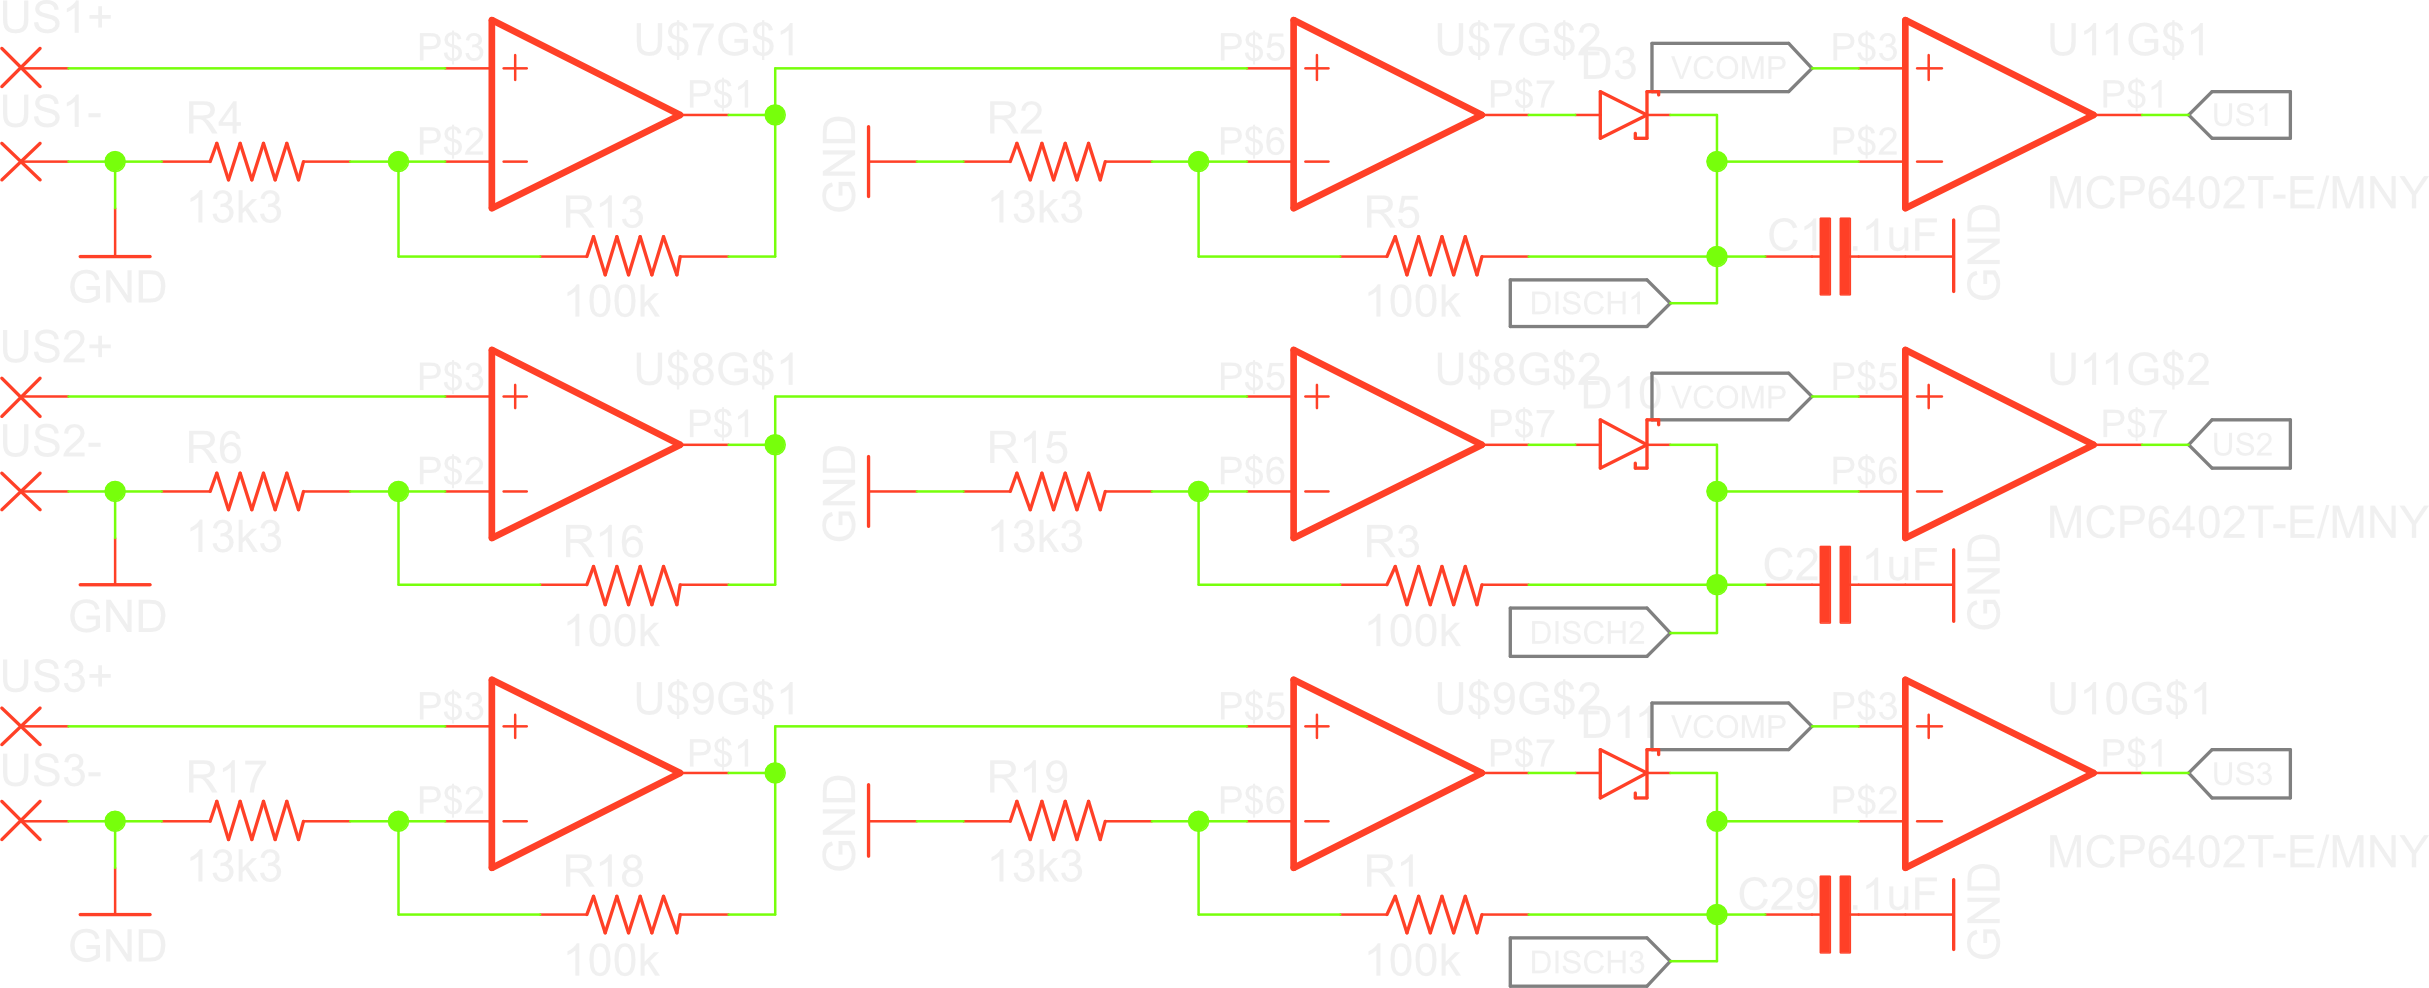 US1+
P$3
U$7G$1
P$5
U$7G$2
D3
VCOMP
P$3
U11G$1
US1-
R4
P$2
P$1
GND
R2
P$6
P$7
P$2
P$1
US1
13k3
R13
13k3
R5
C1
.1uF
GND
MCP6402T-E/MNY
GND
100k
100k
DISCH1
US2+
P$3
U$8G$1
P$5
U$8G$2
D10
VCOMP
P$5
U11G$2
US2-
R6
P$2
P$1
GND
R15
P$6
P$7
P$6
P$7
US2
13k3
R16
13k3
R3
.1uF
GND
MCP6402T-E/MNY
GND
100k
100k
DISCH2
US3+
P$3
U$9G$1
P$5
U$9G$2
D11
VCOMP
P$3
U10G$1
US3-
R17
P$2
P$1
GND
R19
P$6
P$7
P$2
P$1
US3
13k3
R18
13k3
R1
C29
.1uF
GND
MCP6402T-E/MNY
GND
100k
100k
DISCH3